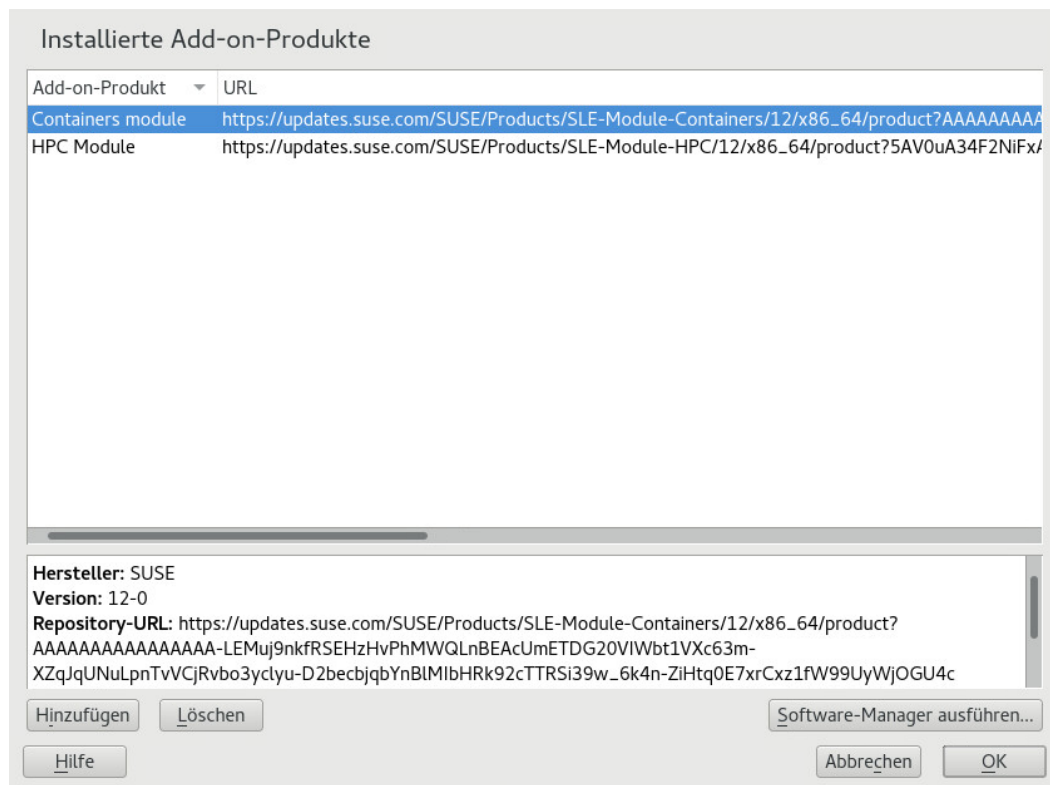 Installierte Add-on-Produkte
Add-on-Produkt URL
Containers module https://updates.suse.com/SUSE/Products/SLE-Module-Containers/12/x86_64/product?AAAAAAAAA
HPC Module https://updates.suse.com/SUSE/Products/SLE-Module-HPC/12/x86_64/product?5AV0uA34F2NiFxA
Hersteller: SUSE
Version: 12-0
Repository-URL: https://updates.suse.com/SUSE/Products/SLE-Module-Containers/12/x86_64/product?
AAAAAAAAAAAAAAAA-LEMuj9nkfRSEHzHvPhMWQLnBEAcUmETDG20VIWbt1VXc63m-
XZqJqUNuLpnTvVCjRvbo3yclyu-D2becbjqbYnBlMIbHRk92cTTRSi39w_6k4n-ZiHtq0E7xrCxz1fW99UyWjOGU4c
Hinzufügen Löschen Software-Manager ausführen...
Hilfe Abbrechen OK